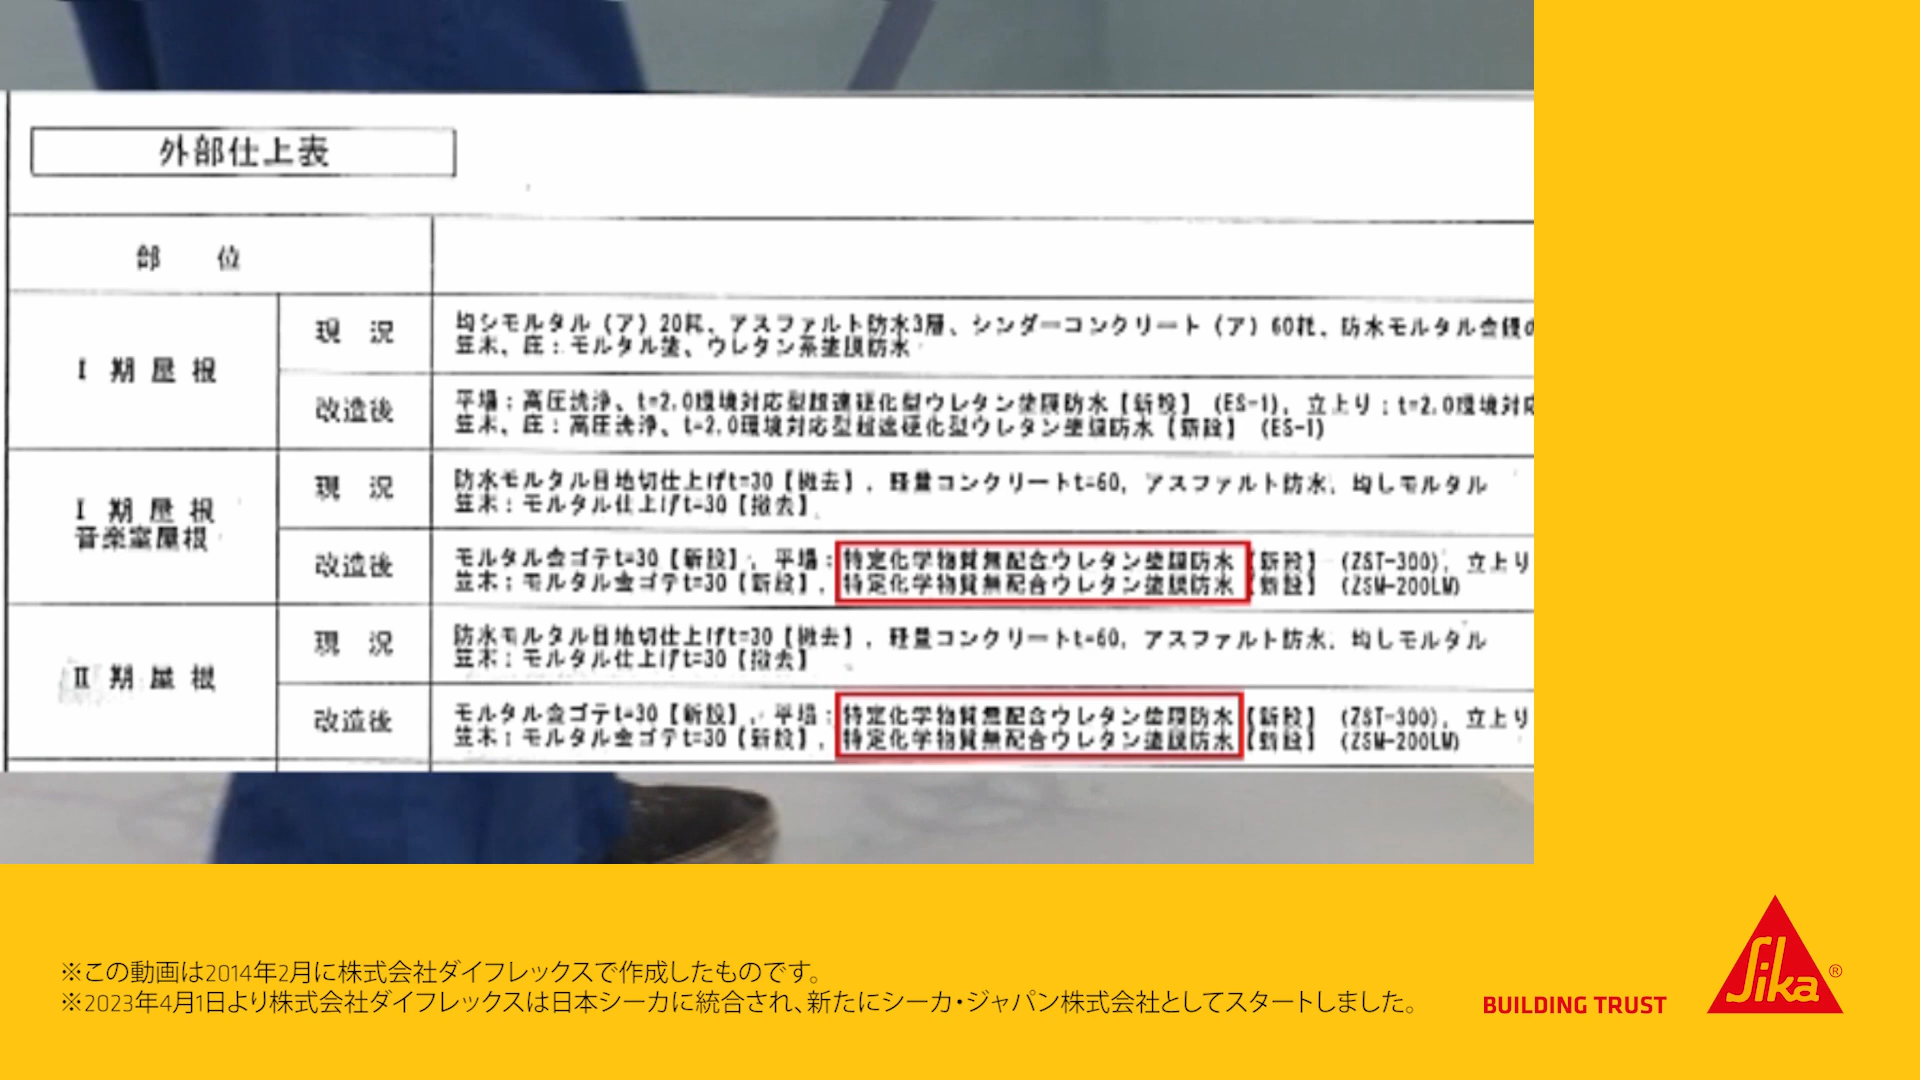 外部仕上表
部 位
I 期屋根
現 況
均シモルタル（ア）20粍、アスファルト防水3層、シンダーコンクリート（ア）60粍、防水モルタル金鏝
笠木、庇：モルタル塗、ウレタン系塗膜防水
改造後
平場：高圧洗浄、t=2.0環境対応型超速硬化型ウレタン塗膜防水【新設】（ES-1），立上り：t=2.0環境対応
笠木、庇：高圧洗浄、t=2.0環境対応型超速硬化型ウレタン塗膜防水【新設】（ES-1）
I 期屋根
音楽室屋根
現 況
防水モルタル目地切仕上げt=30【撤去】，軽量コンクリートt=60，アスファルト防水，均しモルタル
笠木：モルタル仕上げt=30【撤去】
改造後
モルタル金ゴテt=30【新設】，平場：特定化学物質無配合ウレタン塗膜防水【新設】（ZST-300），立上り
笠木：モルタル金ゴテt=30【新設】，特定化学物質無配合ウレタン塗膜防水【新設】（ZSM-200LW）
II 期屋根
現 況
防水モルタル目地切仕上げt=30【撤去】，軽量コンクリートt=60，アスファルト防水，均しモルタル
笠木：モルタル仕上げt=30【撤去】
改造後
モルタル金ゴテt=30【新設】，平場：特定化学物質無配合ウレタン塗膜防水【新設】（ZST-300），立上り
笠木：モルタル金ゴテt=30【新設】，特定化学物質無配合ウレタン塗膜防水【新設】（ZSM-200LW）
※この動画は2014年2月に株式会社ダイフレックスで作成したものです。
※2023年4月1日より株式会社ダイフレックスは日本シーカに統合され、新たにシーカ・ジャパン株式会社としてスタートしました。
BUILDING TRUST
Sika®